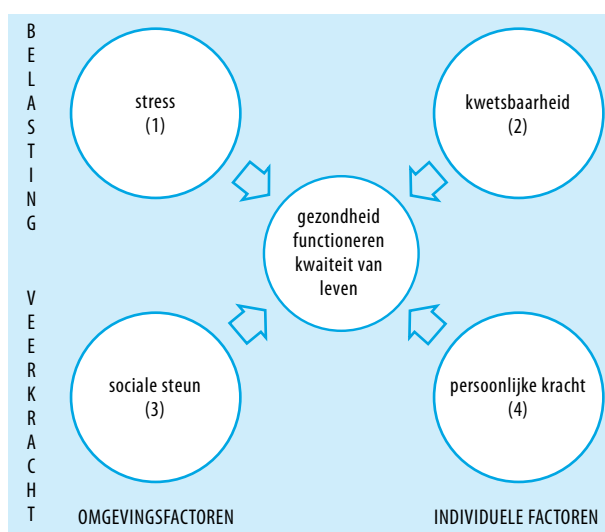 BELASTING
stress
(1)
kwetsbaarheid
(2)
gezondheid
functioneren
kwaiteit van
leven
VEERKRACHT
sociale steun
(3)
persoonlijke kracht
(4)
OMGEVINGSFACTOREN
INDIVIDUELE FACTOREN